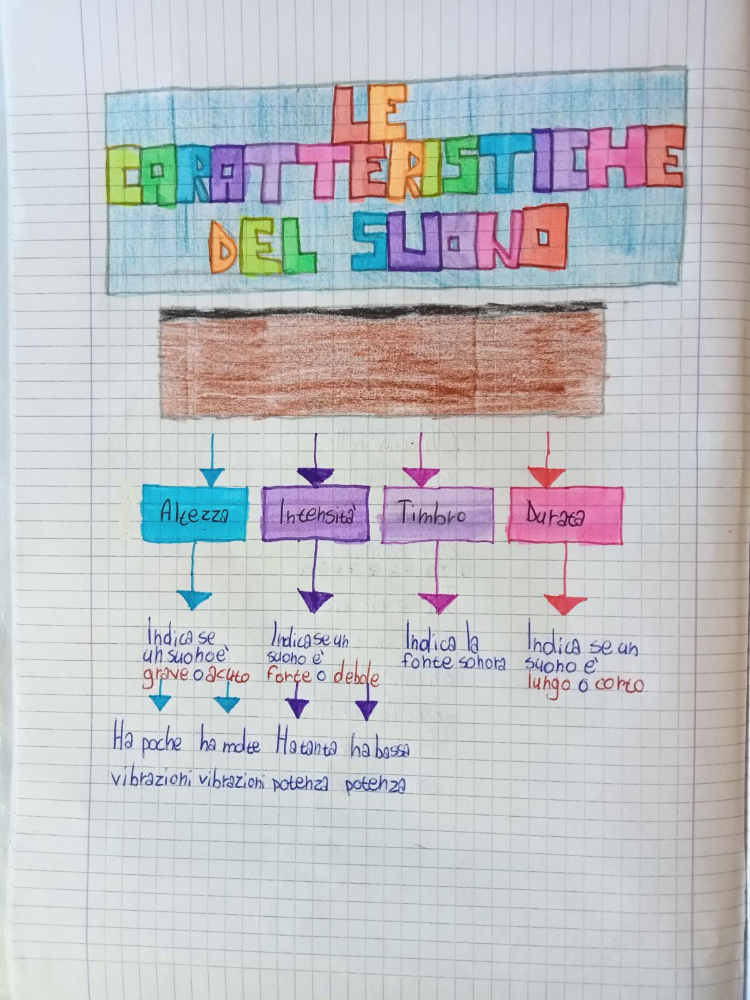 LE
CARATTERISTICHE
DEL SUONO
Altezza
Intensità
Timbro
Durata
Indica se
un suono è
grave o acuto
Indica se un
suono è
forte o debole
Indica la
fonte sonora
Indica se un
suono è
lungo o corto
Ha poche
vibrazioni
ha molte
vibrazioni
Ha tanta
potenza
ha bassa
potenza